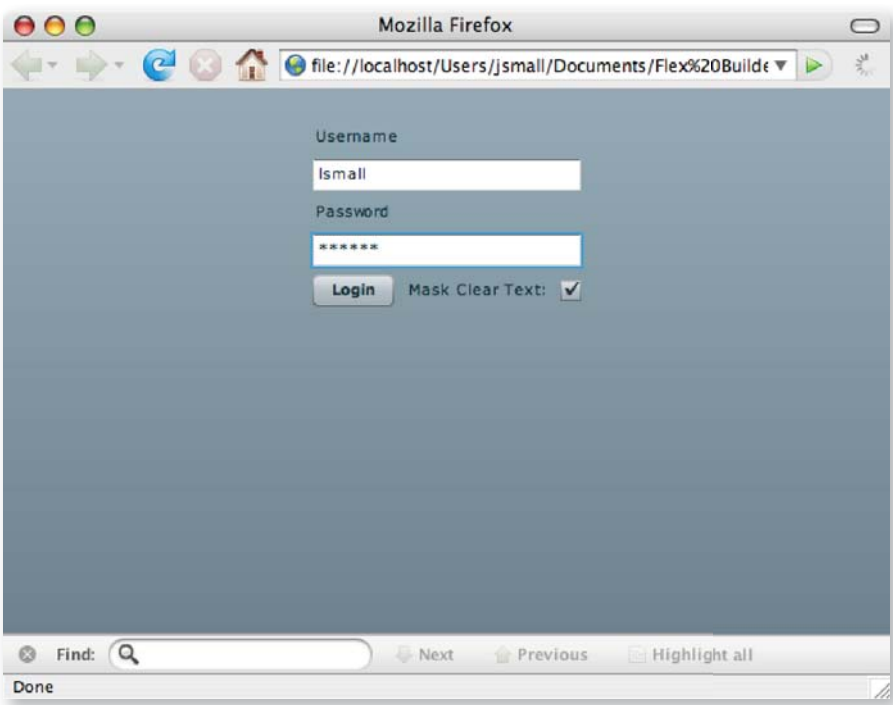 Mozilla Firefox
file://localhost/Users/jsmall/Documents/Flex%20Builde
Username
lsmall
Password
******
Login Mask Clear Text:
Find: Next Previous Highlight all
Done